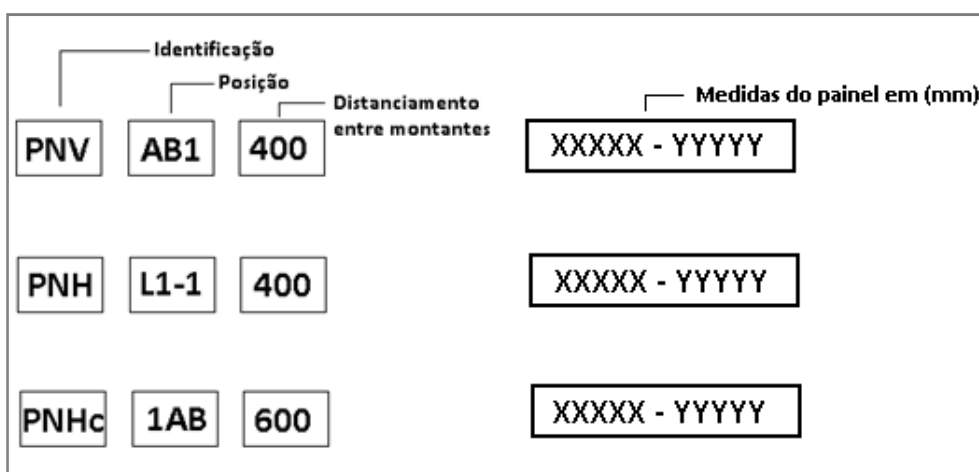 Identificação
Posição
Distanciamento
entre montantes
Medidas do painel em (mm)
PNV AB1 400 XXXXX - YYYYY
PNH L1-1 400 XXXXX - YYYYY
PNHc 1AB 600 XXXXX - YYYYY